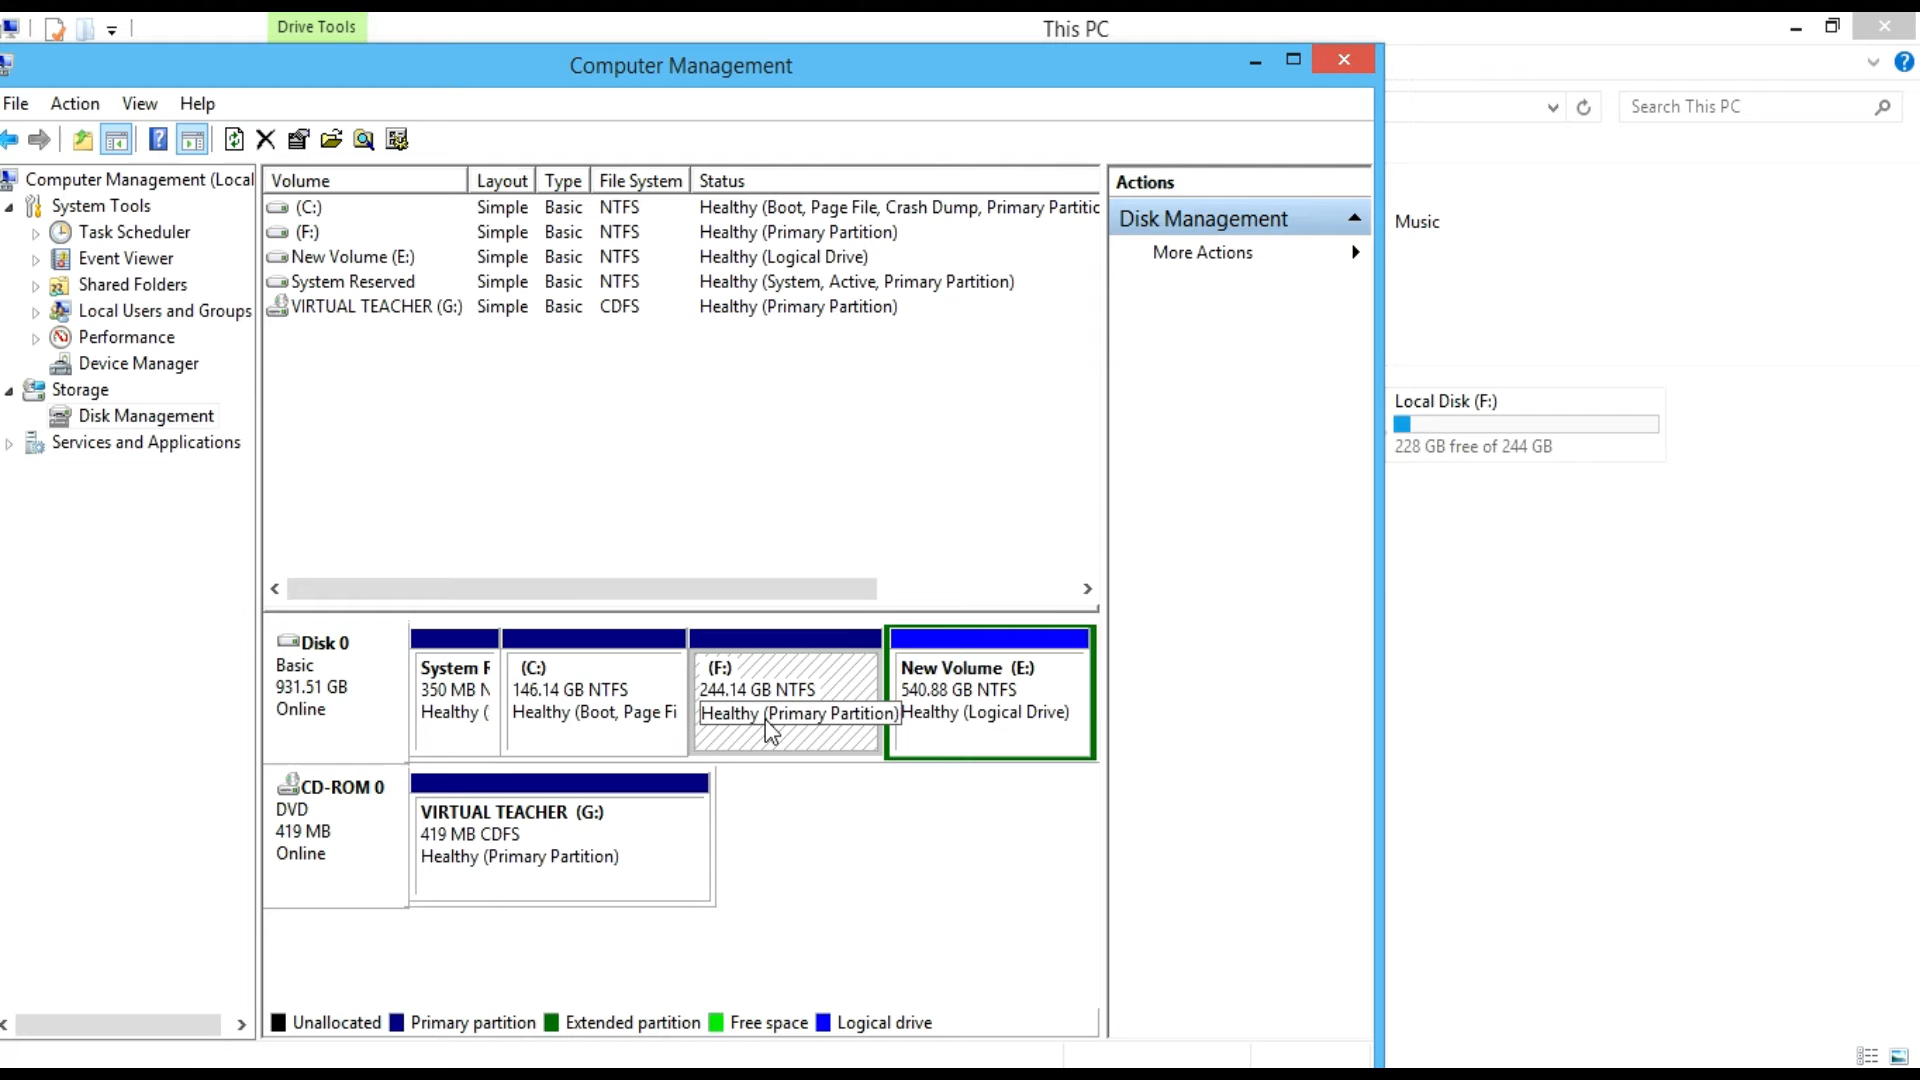 Drive Tools
This PC
Computer Management
File Action View Help
Search This PC
Computer Management (Local
System Tools
Task Scheduler
Event Viewer
Shared Folders
Local Users and Groups
Performance
Device Manager
Storage
Disk Management
Services and Applications
Volume Layout Type File System Status
(C:) Simple Basic NTFS Healthy (Boot, Page File, Crash Dump, Primary Partitic
(F:) Simple Basic NTFS Healthy (Primary Partition)
New Volume (E:) Simple Basic NTFS Healthy (Logical Drive)
System Reserved Simple Basic NTFS Healthy (System, Active, Primary Partition)
VIRTUAL TEACHER (G:) Simple Basic CDFS Healthy (Primary Partition)
Actions
Disk Management
More Actions
Music
Local Disk (F:)
228 GB free of 244 GB
Disk 0
Basic
931.51 GB
Online
System F
350 MB N
Healthy (
(C:)
146.14 GB NTFS
Healthy (Boot, Page Fi
(F:)
244.14 GB NTFS
Healthy (Primary Partition)
New Volume (E:)
540.88 GB NTFS
Healthy (Logical Drive)
CD-ROM 0
DVD
419 MB
Online
VIRTUAL TEACHER (G:)
419 MB CDFS
Healthy (Primary Partition)
Unallocated Primary partition Extended partition Free space Logical drive